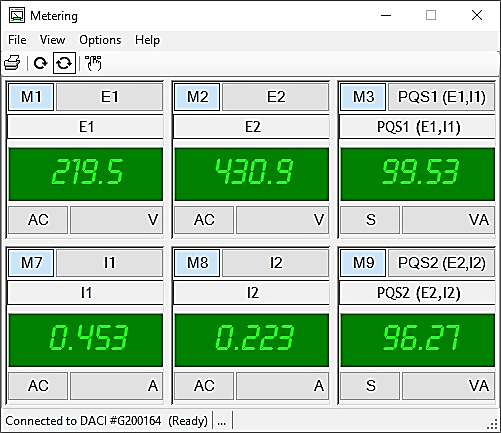 Metering
File View Options Help
M1 E1 M2 E2 M3 PQS1 (E1,I1)
E1 E2 PQS1 (E1,I1)
219.5 430.9 99.53
AC V AC V S VA
M7 I1 M8 I2 M9 PQS2 (E2,I2)
I1 I2 PQS2 (E2,I2)
0.453 0.223 96.27
AC A AC A S VA
Connected to DACI #G200164 (Ready) ...